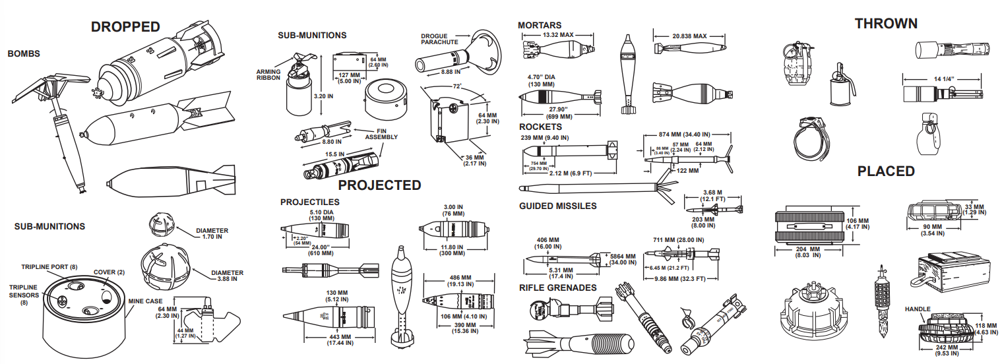 DROPPED
BOMBS
SUB-MUNITIONS
DIAMETER
1.70 IN
DIAMETER
3.88 IN
TRIPLINE PORT (8)
COVER (2)
TRIPLINE
SENSORS
(8)
MINE CASE
64 MM
(2.30 IN)
44 MM
(1.27 IN)
SUB-MUNITIONS
ARMING
RIBBON
3.20 IN
64 MM
(2.60 IN)
127 MM
(5.00 IN)
DROGUE
PARACHUTE
8.88 IN
72°
64 MM
(2.30 IN)
36 MM
(2.17 IN)
8.80 IN
FIN
ASSEMBLY
15.5 IN
PROJECTED
PROJECTILES
5.10 DIA
(130 MM)
2.20"
(54 MM)
24.00"
(610 MM)
3.00 IN
(76 MM)
11.80 IN
(300 MM)
130 MM
(5.12 IN)
443 MM
(17.44 IN)
486 MM
(19.13 IN)
106 MM (4.10 IN)
390 MM
(15.36 IN)
MORTARS
13.32 MAX
20.838 MAX
4.70" DIA
(130 MM)
27.90"
(699 MM)
ROCKETS
239 MM (9.40 IN)
754 MM
(29.70 IN)
2.12 M (6.9 FT)
874 MM (34.40 IN)
86 MM
(3.40 IN)
57 MM
(2.24 IN)
64 MM
(2.12 IN)
122 MM
GUIDED MISSILES
3.68 M
(12.1 FT)
203 MM
(8.00 IN)
406 MM
(16.00 IN)
5864 MM
(34.00 IN)
5.31 MM
(17.4 IN)
711 MM (28.00 IN)
6.45 M (21.2 FT)
9.86 MM (32.3 FT)
RIFLE GRENADES
THROWN
14 1/4"
PLACED
106 MM
(4.17 IN)
204 MM
(8.03 IN)
33 MM
(1.29 IN)
90 MM
(3.54 IN)
HANDLE
118 MM
(4.63 IN)
242 MM
(9.53 IN)